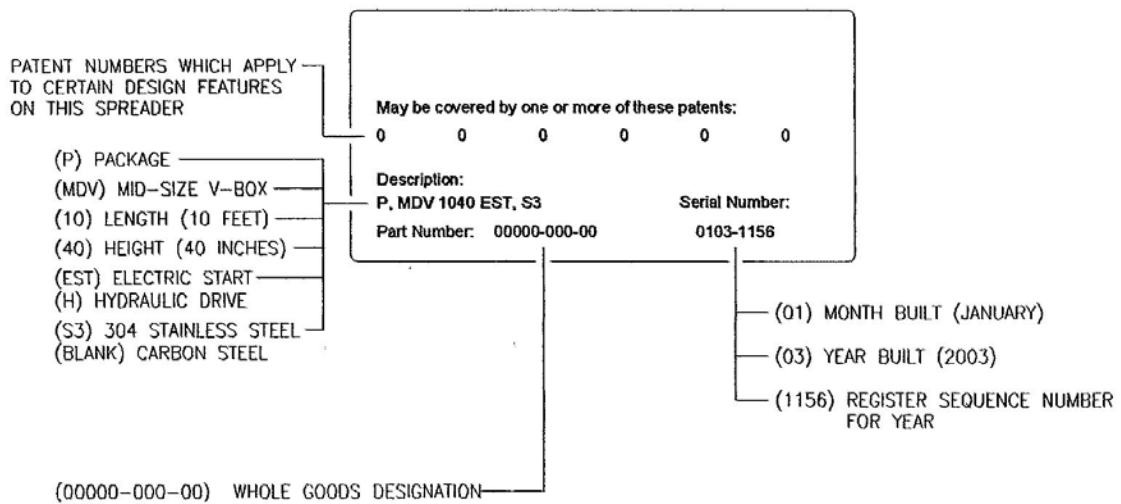 PATENT NUMBERS WHICH APPLY
TO CERTAIN DESIGN FEATURES
ON THIS SPREADER
May be covered by one or more of these patents:
0 0 0 0 0 0
(P) PACKAGE
(MDV) MID-SIZE V-BOX
(10) LENGTH (10 FEET)
(40) HEIGHT (40 INCHES)
(EST) ELECTRIC START
(H) HYDRAULIC DRIVE
(S3) 304 STAINLESS STEEL
(BLANK) CARBON STEEL
Description:
P, MDV 1040 EST, S3
Serial Number:
Part Number: 00000-000-00
0103-1156
(01) MONTH BUILT (JANUARY)
(03) YEAR BUILT (2003)
(1156) REGISTER SEQUENCE NUMBER
FOR YEAR
(00000-000-00) WHOLE GOODS DESIGNATION